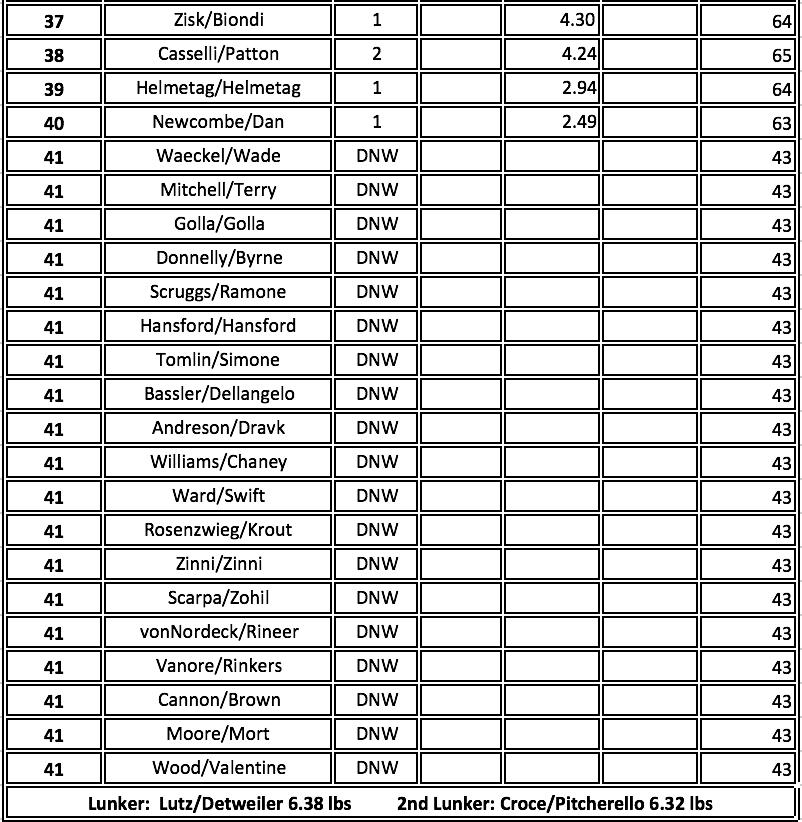 37 Zisk/Biondi 1 4.30 64
38 Casselli/Patton 2 4.24 65
39 Helmetag/Helmetag 1 2.94 64
40 Newcombe/Dan 1 2.49 63
41 Waeckel/Wade DNW 43
41 Mitchell/Terry DNW 43
41 Golla/Golla DNW 43
41 Donnelly/Byrne DNW 43
41 Scruggs/Ramone DNW 43
41 Hansford/Hansford DNW 43
41 Tomlin/Simone DNW 43
41 Bassler/Dellangelo DNW 43
41 Andreson/Dravk DNW 43
41 Williams/Chaney DNW 43
41 Ward/Swift DNW 43
41 Rosenzwieg/Krout DNW 43
41 Zinni/Zinni DNW 43
41 Scarpa/Zohil DNW 43
41 vonNordeck/Rineer DNW 43
41 Vanore/Rinkers DNW 43
41 Cannon/Brown DNW 43
41 Moore/Mort DNW 43
41 Wood/Valentine DNW 43
Lunker: Lutz/Detweiler 6.38 lbs 2nd Lunker: Croce/Pitcherello 6.32 lbs